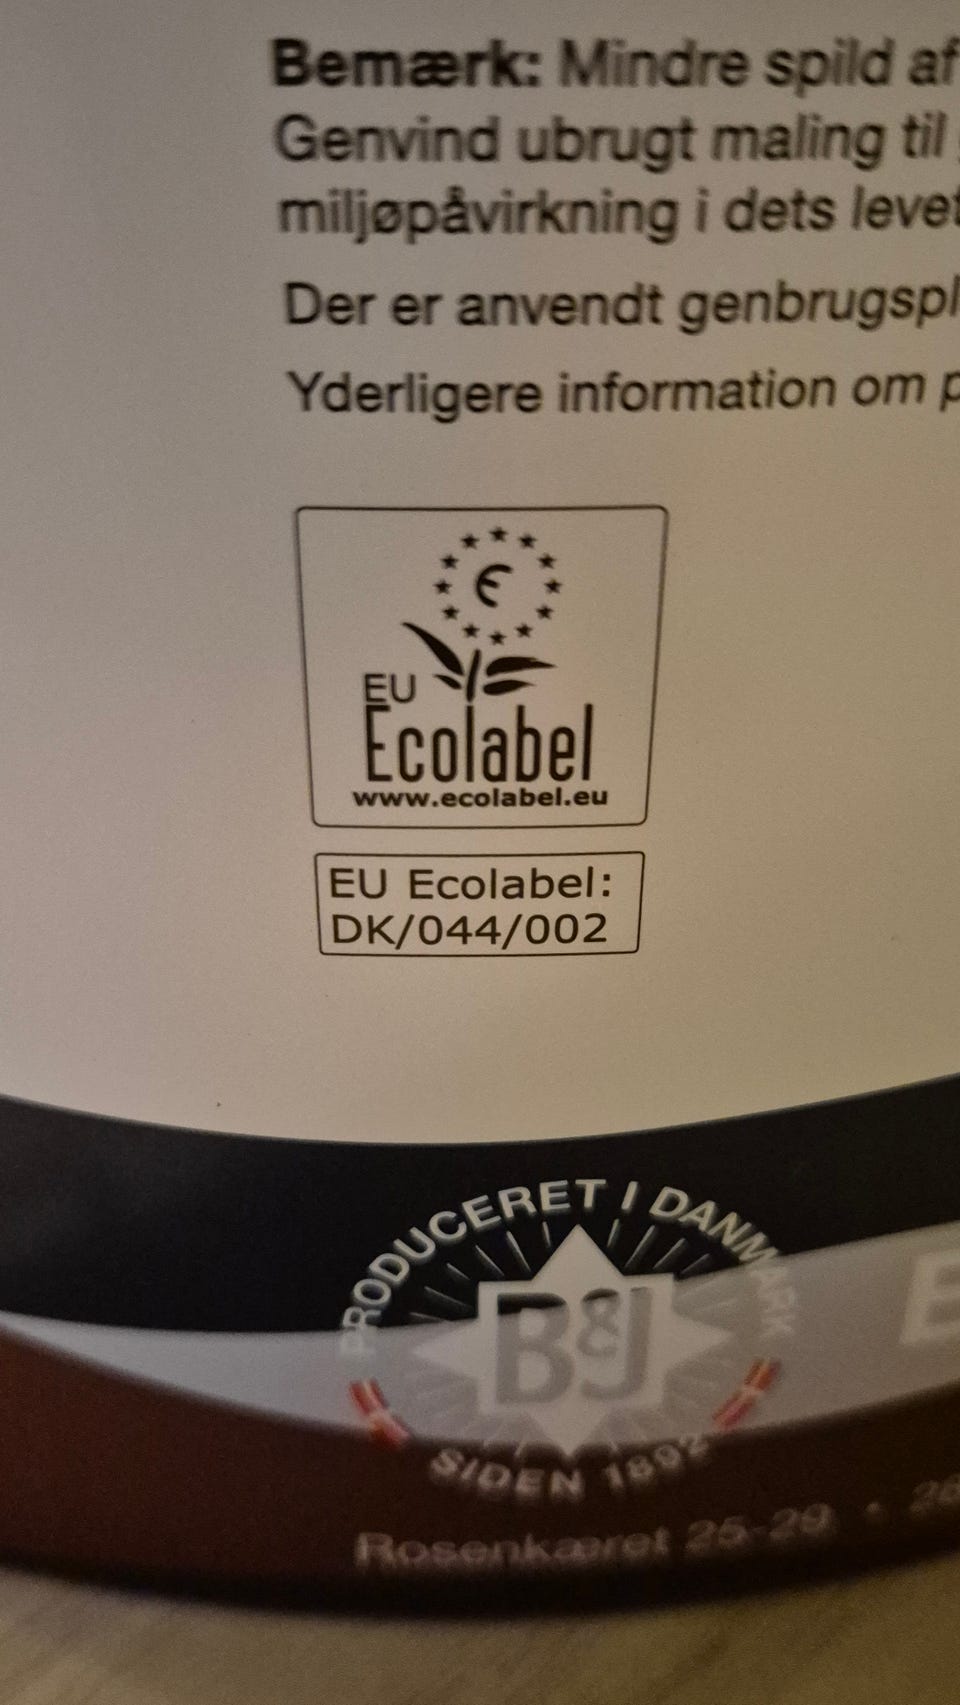 Bemærk: Mindre spild af
Genvind ubrugt maling til
miljøpåvirkning i dets levet
Der er anvendt genbrugspl
Yderligere information om p
EU
Ecolabel
www.ecolabel.eu
EU Ecolabel:
DK/044/002
PRODUCERET I DANMARK
B&J
SIDEN 1892
Rosenkæret 25-29 •